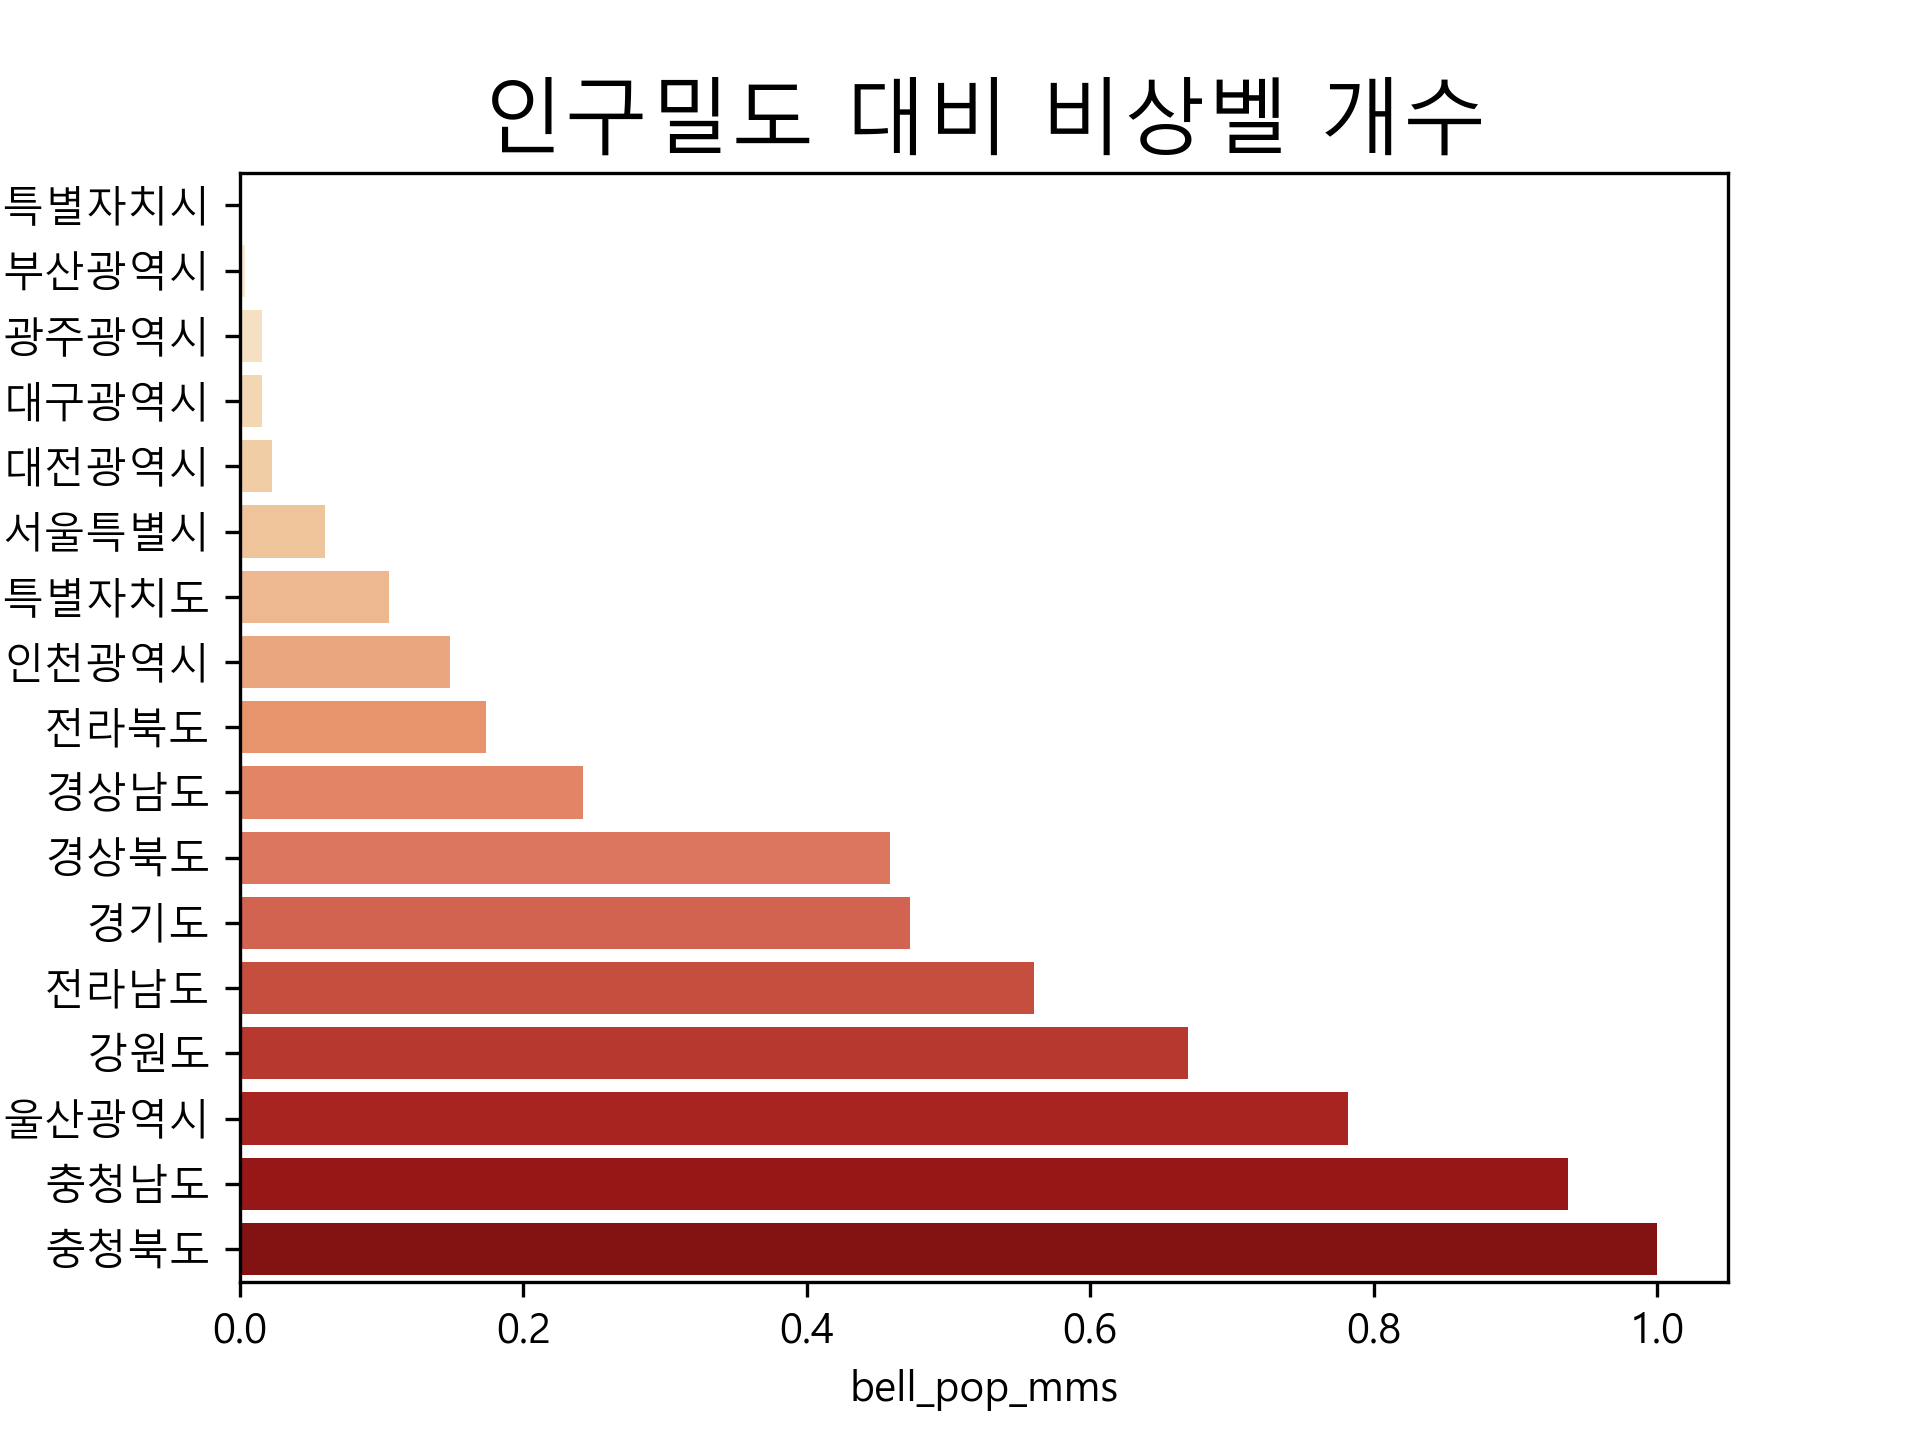 인구밀도 대비 비상벨 개수
특별자치시
부산광역시
광주광역시
대구광역시
대전광역시
서울특별시
특별자치도
인천광역시
전라북도
경상남도
경상북도
경기도
전라남도
강원도
울산광역시
충청남도
충청북도
0.0 0.2 0.4 0.6 0.8 1.0
bell_pop_mms